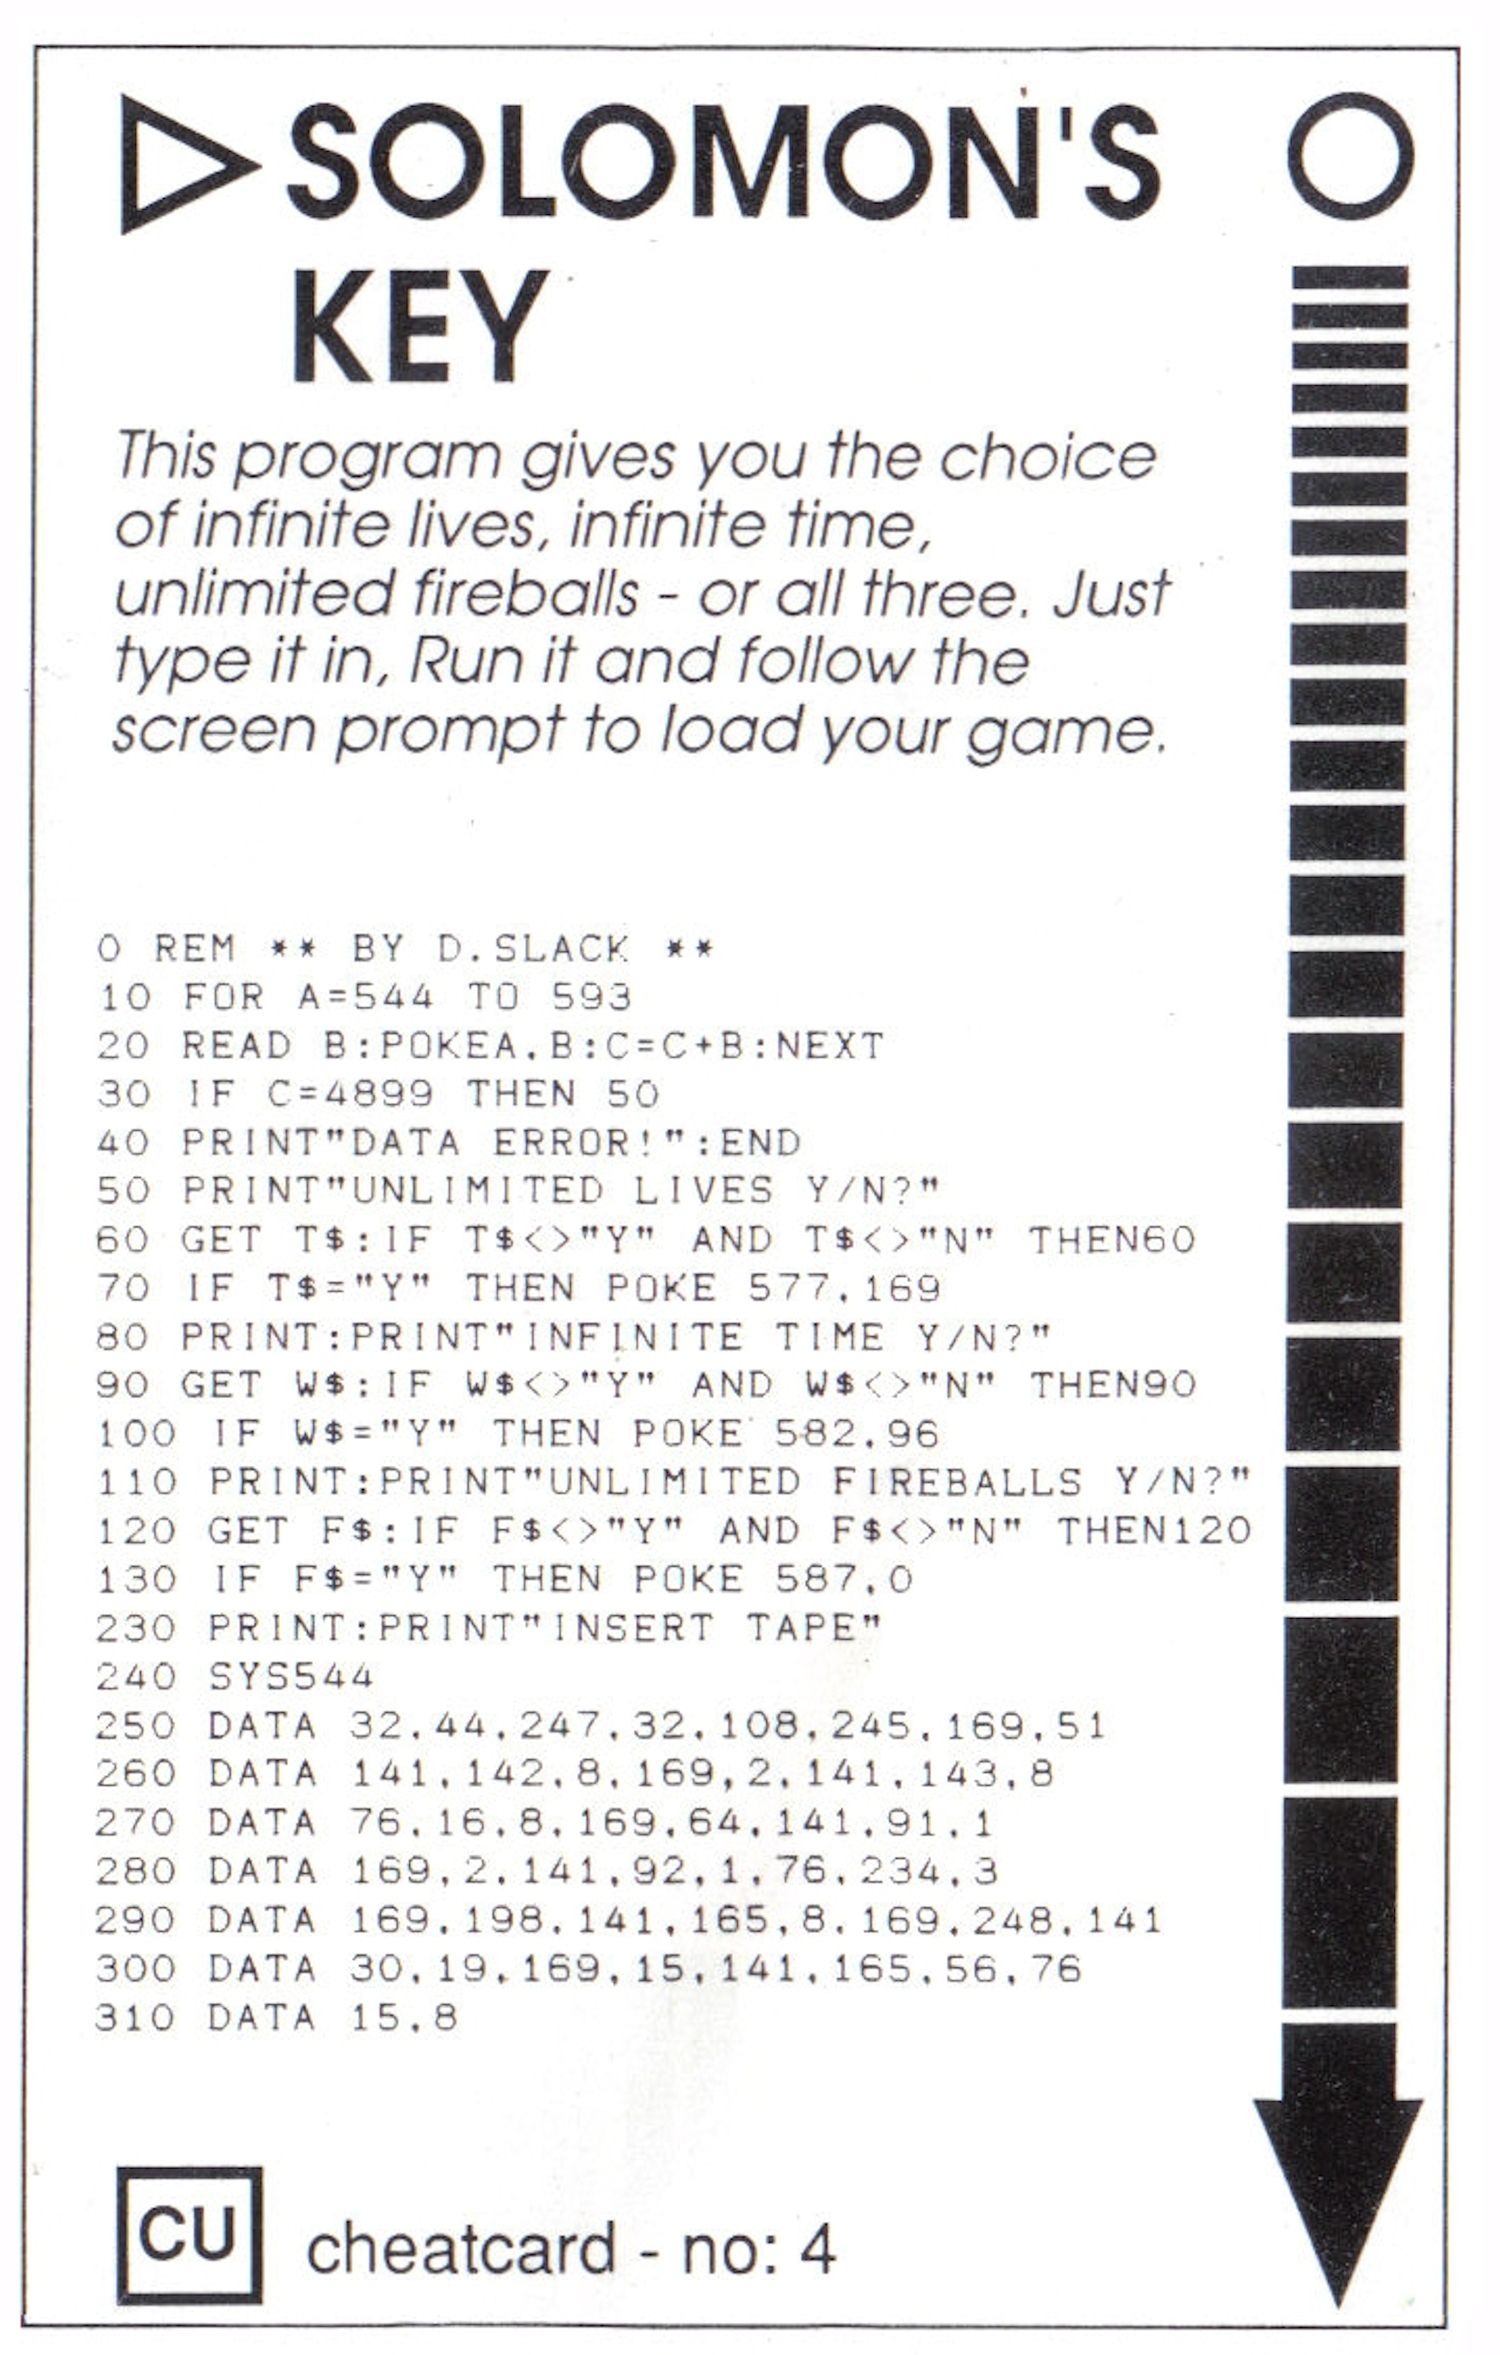 SOLOMON'S
KEY
This program gives you the choice
of infinite lives, infinite time,
unlimited fireballs - or all three. Just
type it in, Run it and follow the
screen prompt to load your game.
0 REM ** BY D.SLACK **
10 FOR A=544 TO 593
20 READ B:POKEA,B:C=C+B:NEXT
30 IF C=4899 THEN 50
40 PRINT"DATA ERROR!":END
50 PRINT"UNLIMITED LIVES Y/N?"
60 GET T$:IF T$<>"Y" AND T$<>"N" THEN60
70 IF T$="Y" THEN POKE 577,169
80 PRINT:PRINT"INFINITE TIME Y/N?"
90 GET W$:IF W$<>"Y" AND W$<>"N" THEN90
100 IF W$="Y" THEN POKE 582,96
110 PRINT:PRINT"UNLIMITED FIREBALLS Y/N?"
120 GET F$:IF F$<>"Y" AND F$<>"N" THEN120
130 IF F$="Y" THEN POKE 587,0
230 PRINT:PRINT"INSERT TAPE"
240 SYS544
250 DATA 32,44,247,32,108,245,169,51
260 DATA 141,142,8,169,2,141,143,8
270 DATA 76,16,8,169,64,141,91,1
280 DATA 169,2,141,92,1,76,234,3
290 DATA 169,198,141,165,8,169,248,141
300 DATA 30,19,169,15,141,165,56,76
310 DATA 15,8
CU cheatcard - no: 4